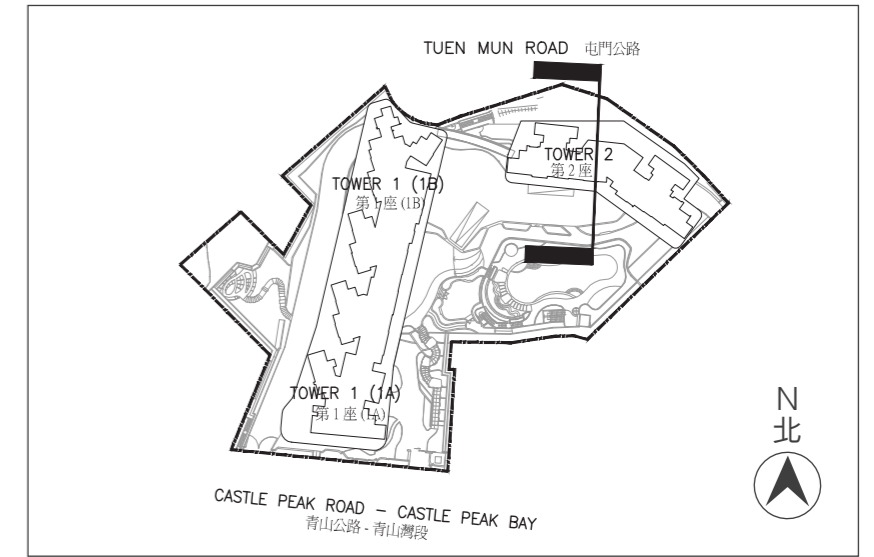 TUEN MUN ROAD 屯門公路
TOWER 2
第 2 座
TOWER 1 (1B)
第 1 座 (1B)
TOWER 1 (1A)
第 1 座 (1A)
N
北
CASTLE PEAK ROAD - CASTLE PEAK BAY
青山公路 - 青山灣段